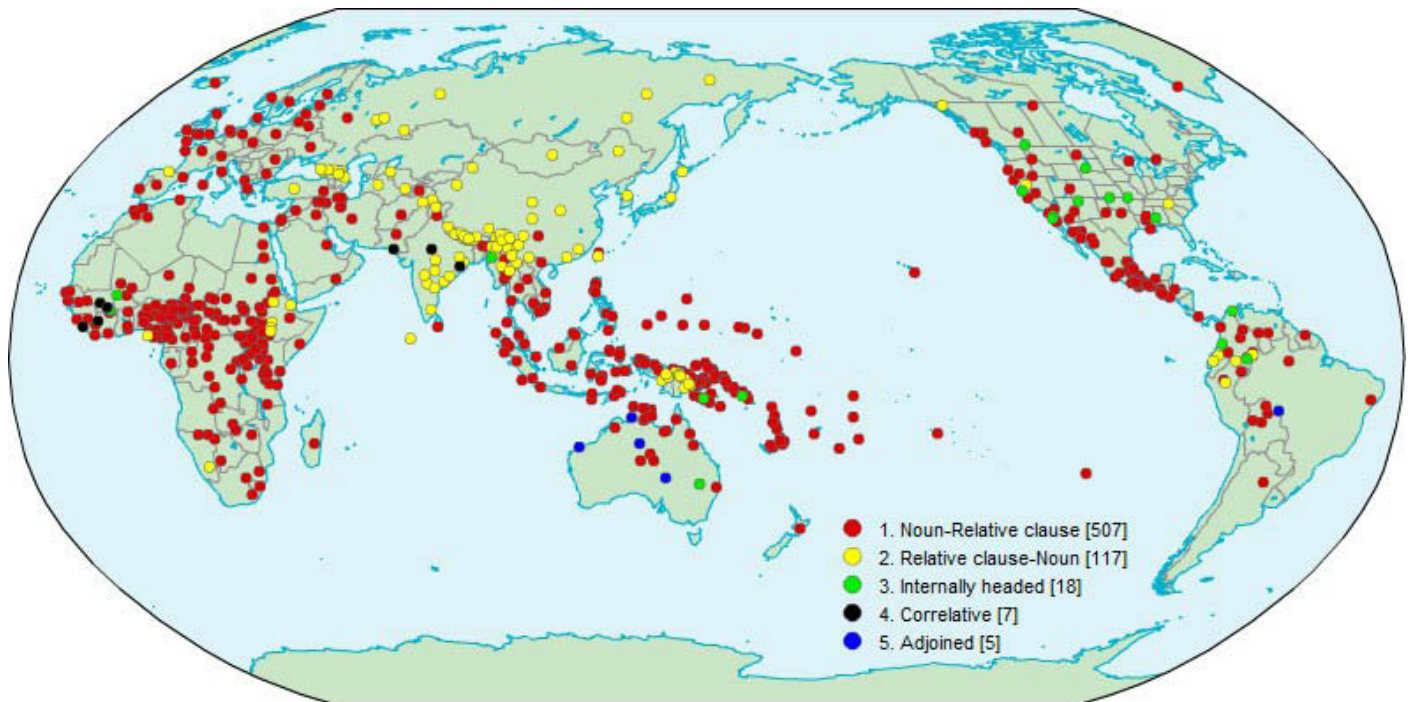 1. Noun-Relative clause [507]
2. Relative clause-Noun [117]
3. Internally headed [18]
4. Correlative [7]
5. Adjoined [5]